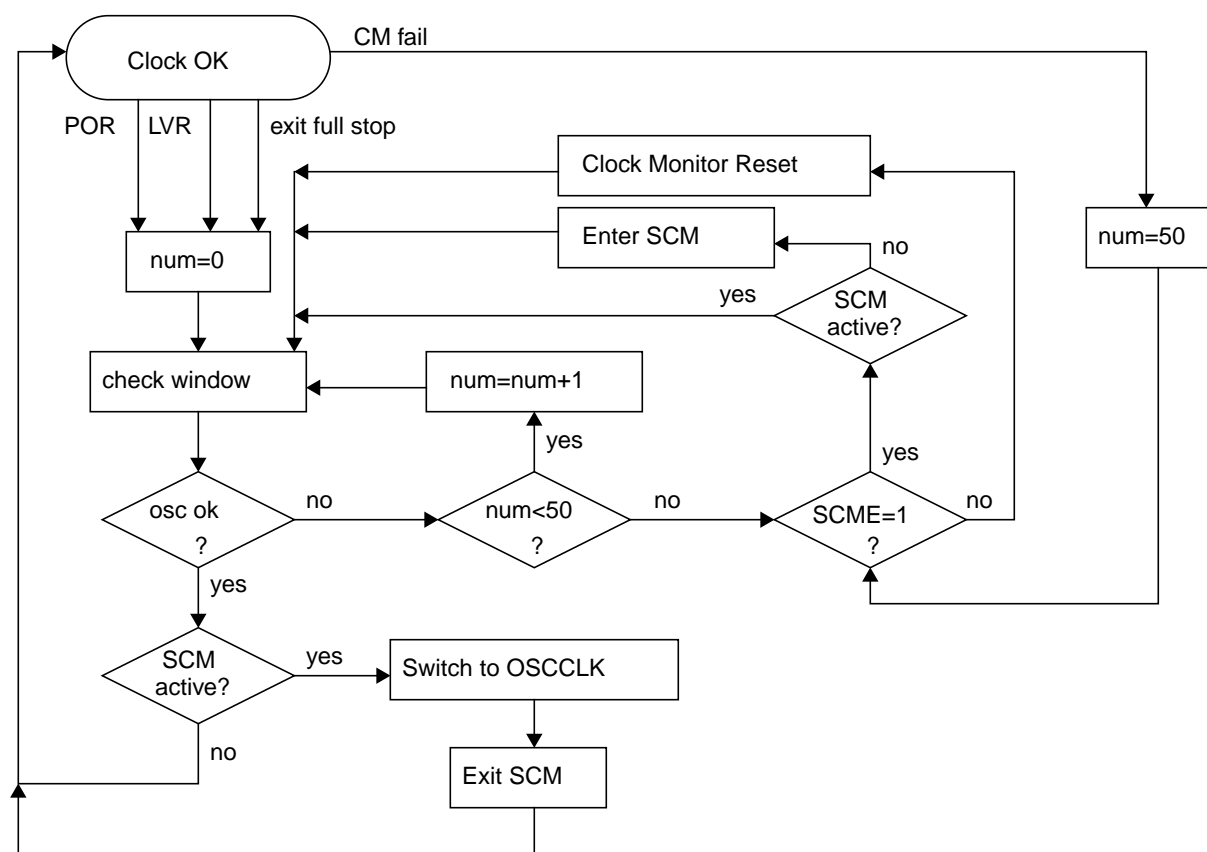 CM fail
Clock OK
POR
LVR
exit full stop
Clock Monitor Reset
Enter SCM
num=50
num=0
no
yes
SCM
active?
check window
num=num+1
yes
yes
osc ok
?
no
num<50
?
no
SCME=1
?
no
yes
SCM
active?
yes
Switch to OSCCLK
no
Exit SCM